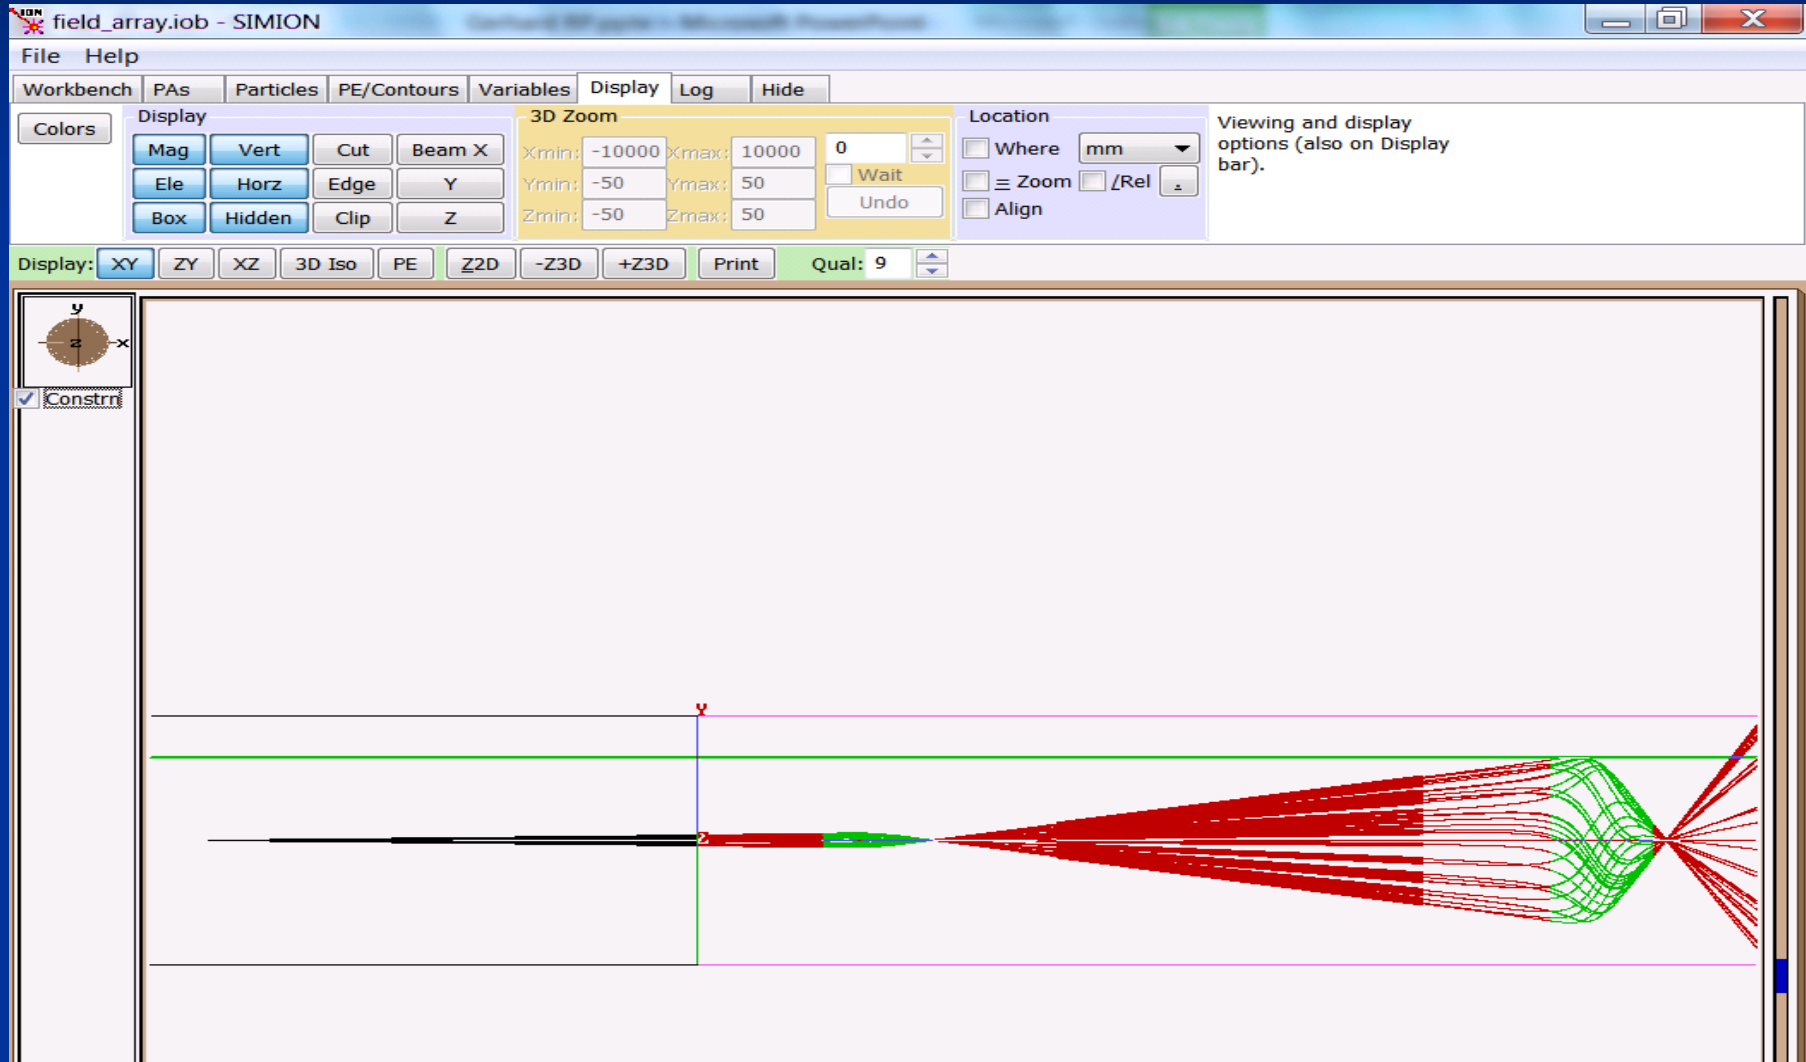 ION field_array.iob - SIMION
File Help
Workbench PAs Particles PE/Contours Variables Display Log Hide
Colors
Display
Mag Vert Cut Beam X
Ele Horz Edge Y
Box Hidden Clip Z
3D Zoom
Xmin: -10000 Xmax: 10000 0
Ymin: -50 Ymax: 50 Wait
Zmin: -50 Zmax: 50 Undo
Location
Where mm
= Zoom /Rel .
Align
Viewing and display
options (also on Display
bar).
Display: XY ZY XZ 3D Iso PE Z2D -Z3D +Z3D Print Qual: 9
y
z x
Constrn
Y
Z